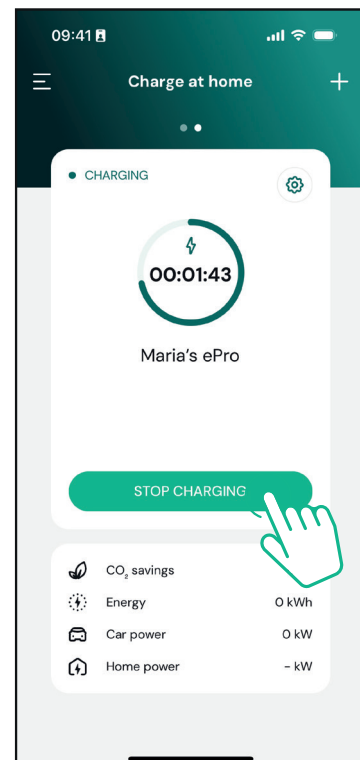 09:41
Charge at home
CHARGING
00:01:43
Maria's ePro
STOP CHARGING
CO₂ savings
Energy 0 kWh
Car power 0 kW
Home power – kW